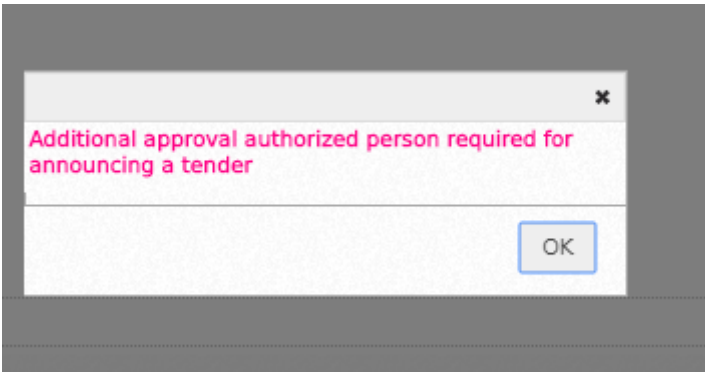 Additional approval authorized person required for
announcing a tender
OK